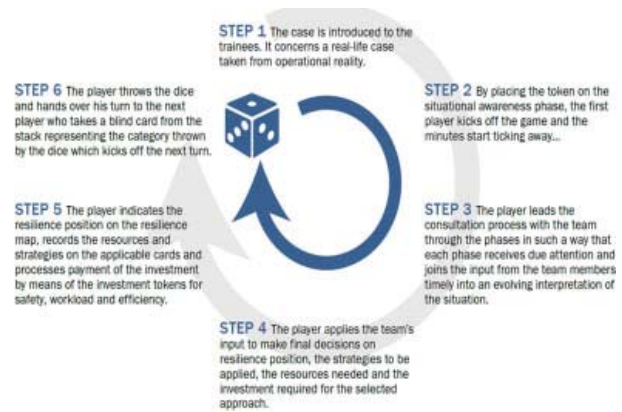 STEP 1 The case is introduced to the
trainees. It concerns a real-life case
taken from operational reality.
STEP 2 By placing the token on the
situational awareness phase, the first
player kicks off the game and the
minutes start ticking away...
STEP 3 The player leads the
consultation process with the team
through the phases in such a way that
each phase receives due attention and
joins the input from the team members
timely into an evolving interpretation of
the situation.
STEP 4 The player applies the team's
input to make final decisions on
resilience position, the strategies to be
applied, the resources needed and the
investment required for the selected
approach.
STEP 5 The player indicates the
resilience position on the resilience
map, records the resources and
strategies on the applicable cards and
processes payment of the investment
by means of the investment tokens for
safety, workload and efficiency.
STEP 6 The player throws the dice
and hands over his turn to the next
player who takes a blind card from the
stack representing the category thrown
by the dice which kicks off the next turn.